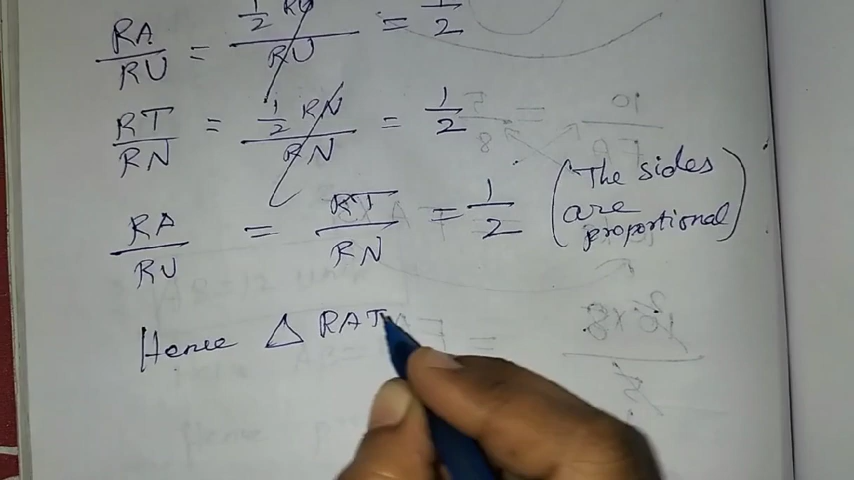 RA/RU = 1/2 RU/RU = 1/2
RT/RN = 1/2 RN/RN = 1/2
RA/RU = RT/RN = 1/2 (The sides
are
proportional)
Hence △ RAT